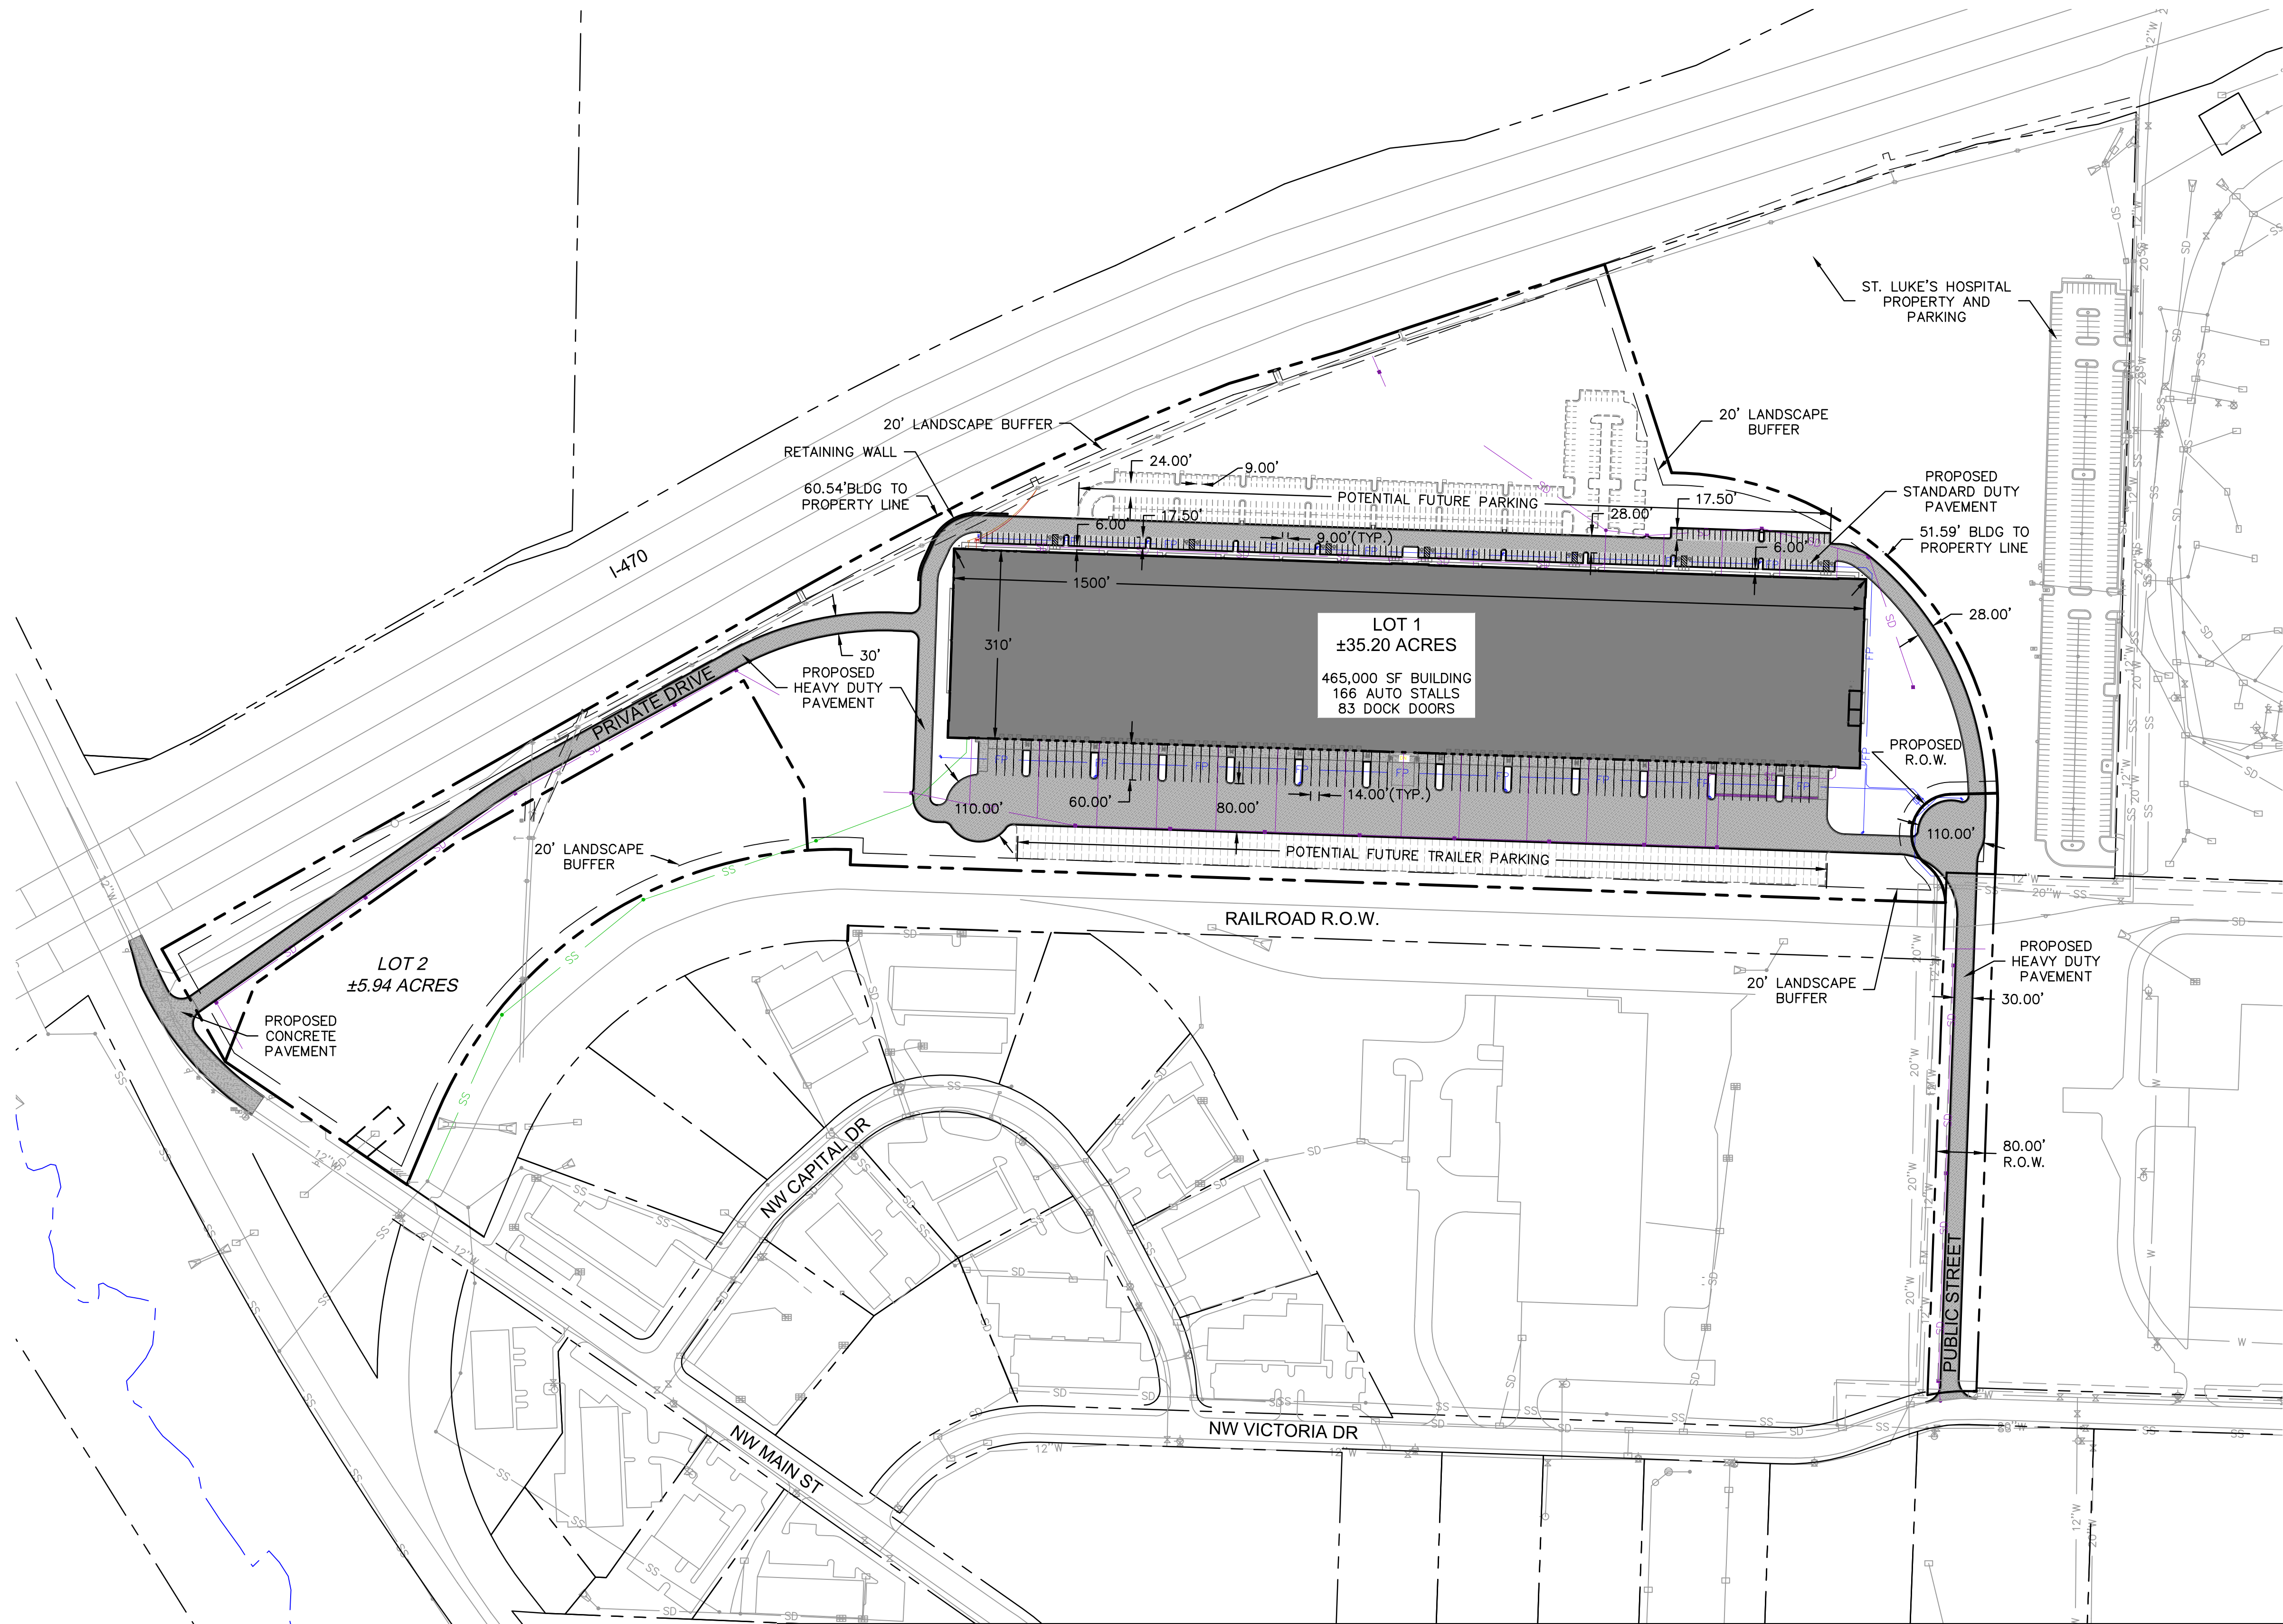 I-470
20' LANDSCAPE BUFFER
RETAINING WALL
60.54'BLDG TO
PROPERTY LINE
ST. LUKE'S HOSPITAL
PROPERTY AND
PARKING
20' LANDSCAPE
BUFFER
24.00'
9.00'
POTENTIAL FUTURE PARKING
6.00'
17.50'
9.00'(TYP.)
28.00'
17.50'
6.00'
PROPOSED
STANDARD DUTY
PAVEMENT
51.59' BLDG TO
PROPERTY LINE
28.00'
1500'
310'
LOT 1
±35.20 ACRES
465,000 SF BUILDING
166 AUTO STALLS
83 DOCK DOORS
30'
PROPOSED
HEAVY DUTY
PAVEMENT
PRIVATE DRIVE
PROPOSED
R.O.W.
110.00'
60.00'
80.00'
14.00'(TYP.)
110.00'
POTENTIAL FUTURE TRAILER PARKING
20' LANDSCAPE
BUFFER
RAILROAD R.O.W.
LOT 2
±5.94 ACRES
PROPOSED
CONCRETE
PAVEMENT
20' LANDSCAPE
BUFFER
PROPOSED
HEAVY DUTY
PAVEMENT
30.00'
80.00'
R.O.W.
PUBLIC STREET
NW CAPITAL DR
NW MAIN ST
NW VICTORIA DR
12"W
20"W
SS
SD
FP
W
FM